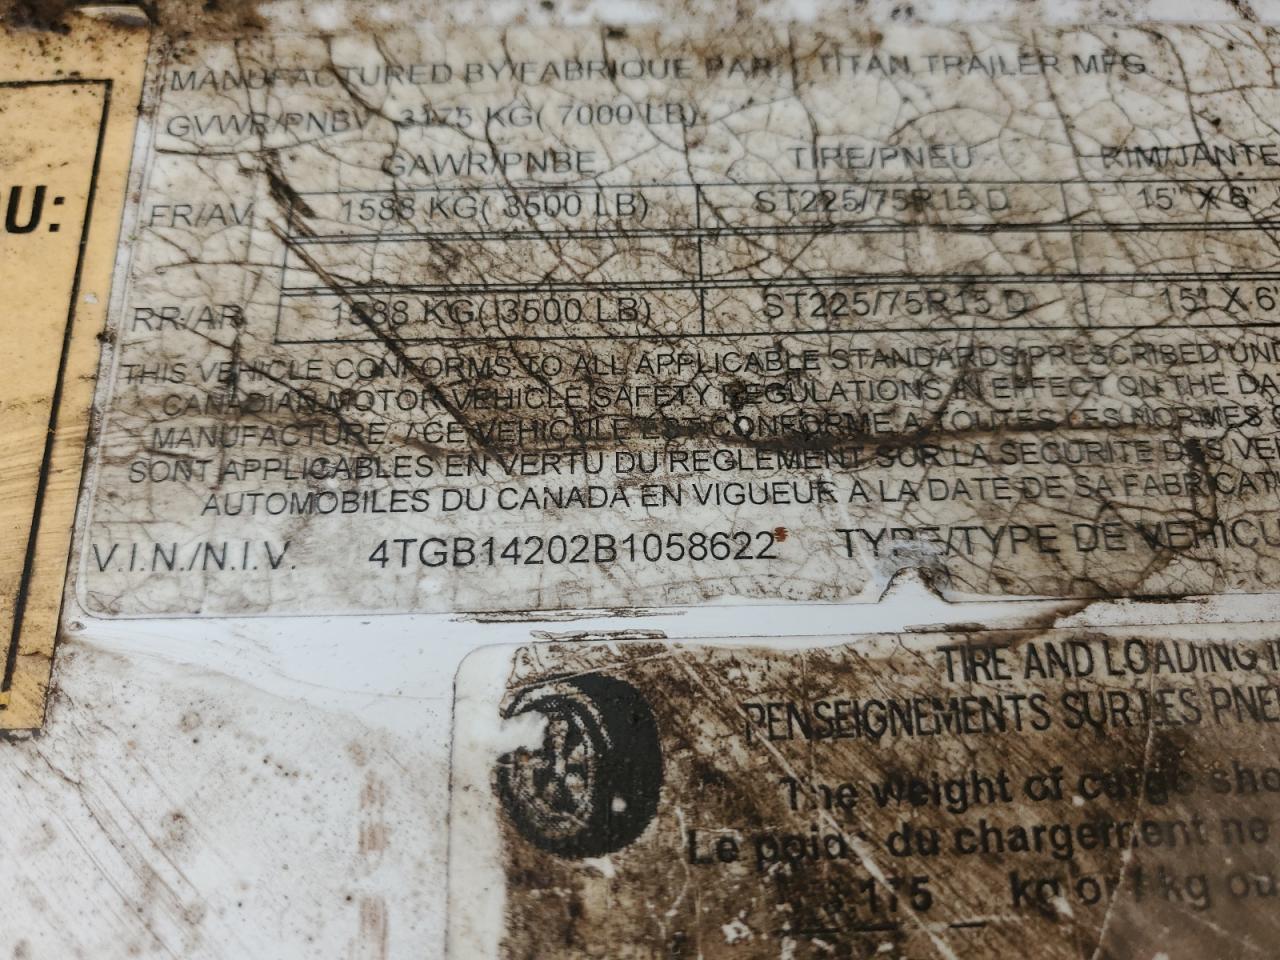 U:
MANUFACTURED BY/FABRIQUE PAR TITAN TRAILER MFG
GVWR/PNBV 3175 KG( 7000 LB)
GAWR/PNBE TIRE/PNEU RIM/JANTE
FR/AV 1588 KG( 3500 LB) ST225/75R15 D 15" X 6"
RR/AR 1588 KG( 3500 LB) ST225/75R15 D 15" X 6
THIS VEHICLE CONFORMS TO ALL APPLICABLE STANDARDS PRESCRIBED UND
CANADIAN MOTOR VEHICLE SAFETY REGULATIONS IN EFFECT ON THE DA
MANUFACTURE. / CE VEHICULE EST CONFORME A TOUTES LES NORMES
SONT APPLICABLES EN VERTU DU REGLEMENT SUR LA SECURITE DES VEH
AUTOMOBILES DU CANADA EN VIGUEUR A LA DATE DE SA FABRICATI
V.I.N./N.I.V. 4TGB14202B1058622 TYPE/TYPE DE VEHICU
TIRE AND LOADING I
RENSEIGNEMENTS SUR LES PNE
The weight of cargo sho
Le poids du chargement ne
kg or kg ou